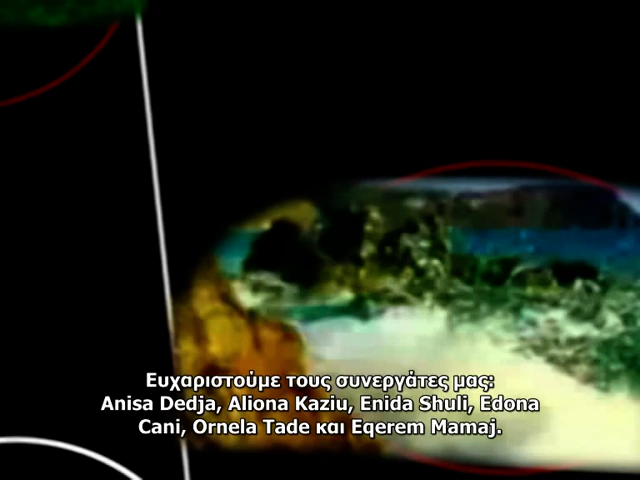 Ευχαριστούμε τους συνεργάτες μας:
Anisa Dedja, Aliona Kaziu, Enida Shuli, Edona
Cani, Ornela Tade και Eqerem Mamaj.